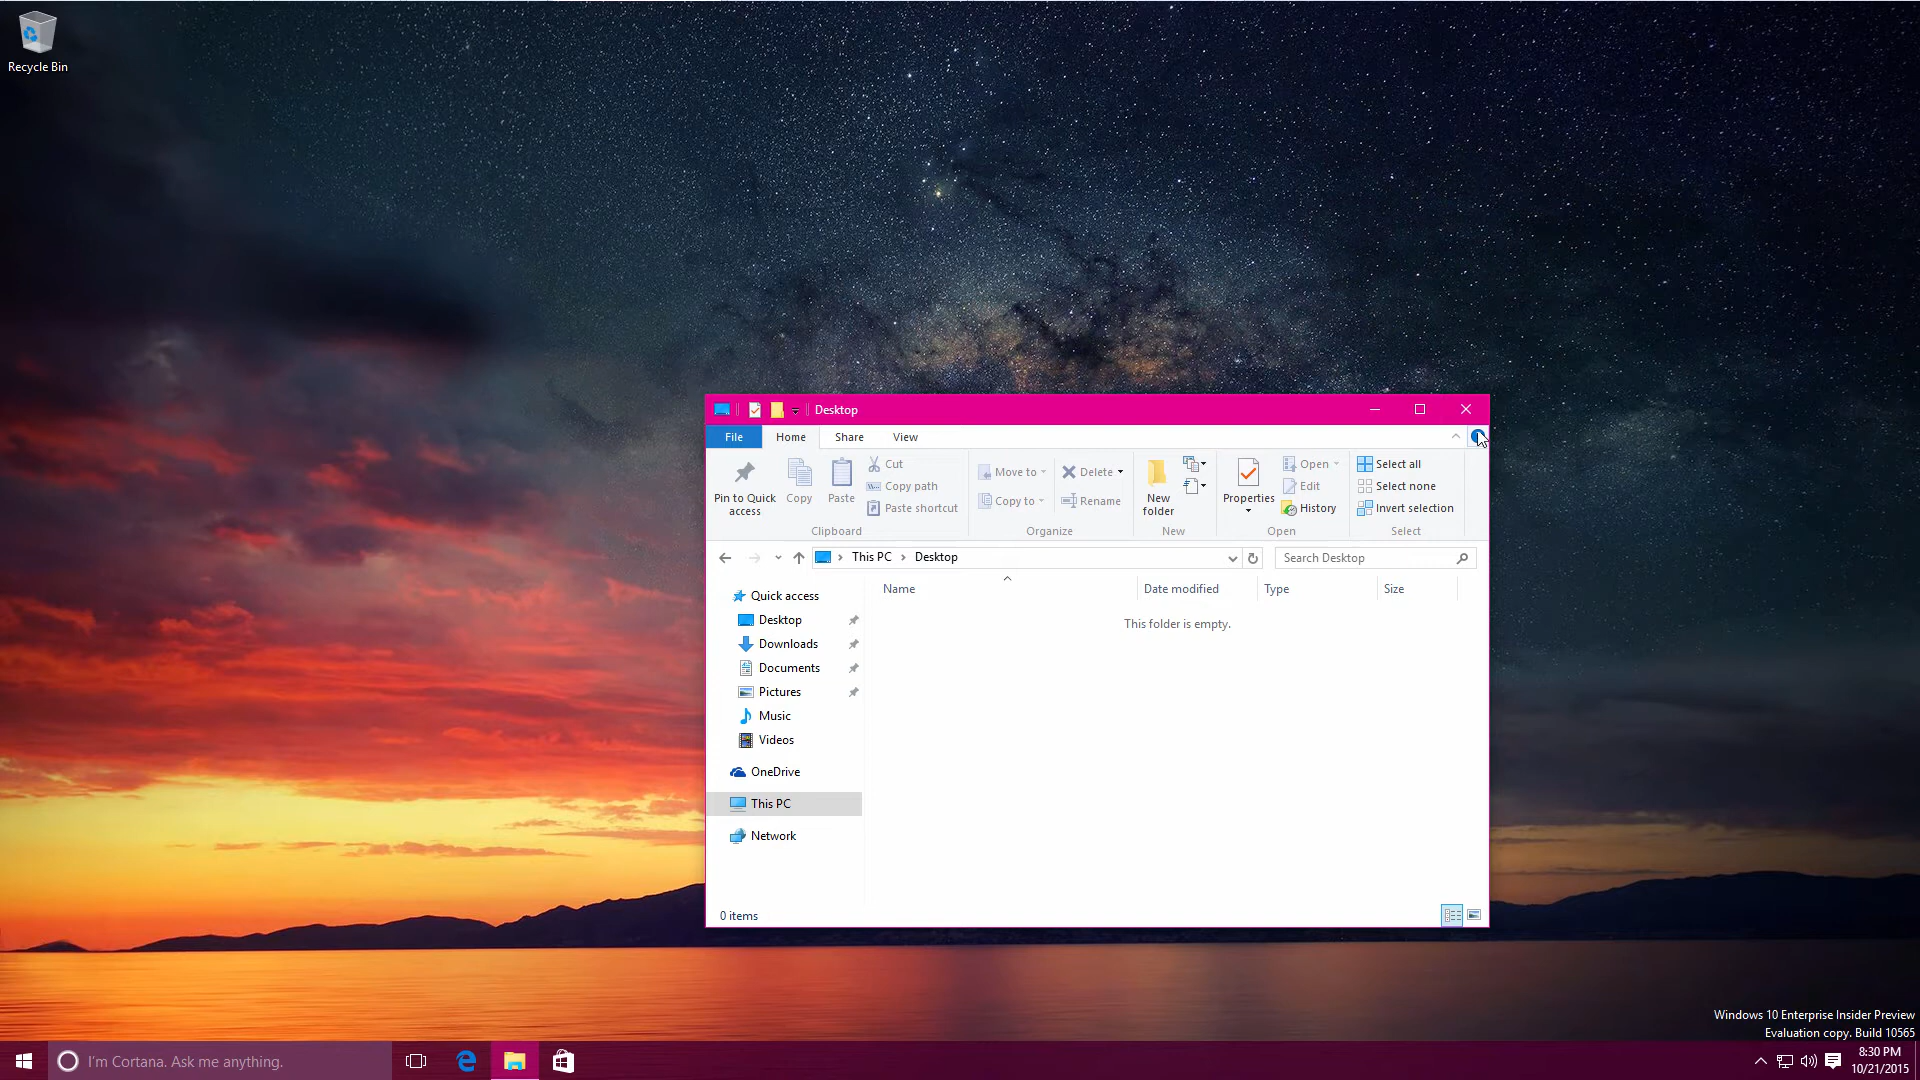 Recycle Bin
Desktop
File Home Share View
Pin to Quick access
Copy
Paste
Cut
Copy path
Paste shortcut
Clipboard
Move to
Copy to
Delete
Rename
Organize
New folder
New
Properties
Open
Edit
History
Open
Select all
Select none
Invert selection
Select
This PC Desktop
Search Desktop
Name Date modified Type Size
This folder is empty.
Quick access
Desktop
Downloads
Documents
Pictures
Music
Videos
OneDrive
This PC
Network
0 items
Windows 10 Enterprise Insider Preview
Evaluation copy. Build 10565
I'm Cortana. Ask me anything.
8:30 PM
10/21/2015